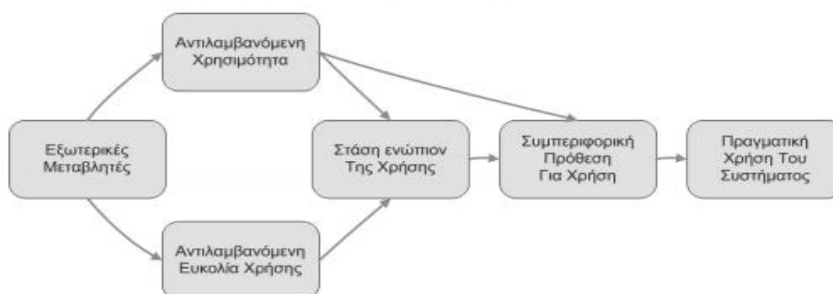 Αντιλαμβανόμενη
Χρησιμότητα
Εξωτερικές
Μεταβλητές
Στάση ενώπιον
Της Χρήσης
Συμπεριφορική
Πρόθεση
Για Χρήση
Πραγματική
Χρήση Του
Συστήματος
Αντιλαμβανόμενη
Ευκολία Χρήσης